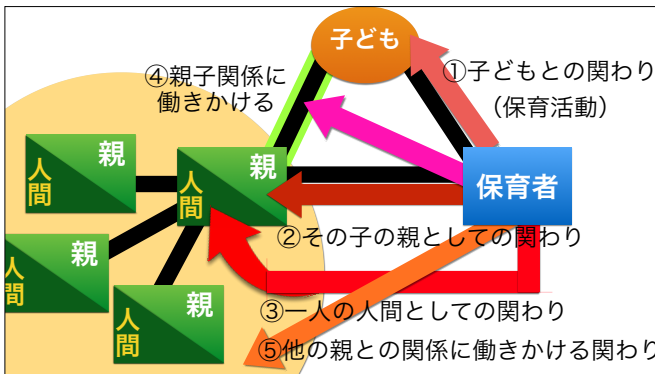 子ども
④親子関係に
働きかける
①子どもとの関わり
（保育活動）
親
人間
親
人間
保育者
②その子の親としての関わり
親
人間
親
人間
③一人の人間としての関わり
⑤他の親との関係に働きかける関わり